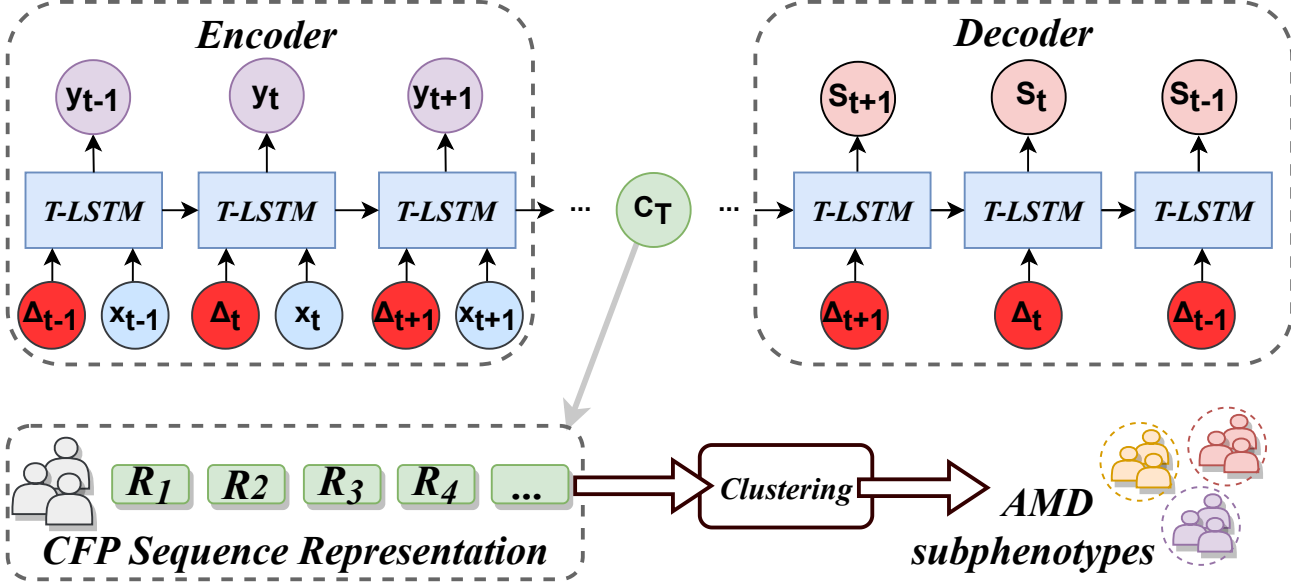 Encoder
Decoder
yt-1 yt yt+1
St+1 St St-1
T-LSTM T-LSTM T-LSTM ... CT ... T-LSTM T-LSTM T-LSTM
Δt-1 xt-1 Δt xt Δt+1 xt+1
Δt+1 Δt Δt-1
R1 R2 R3 R4 ...
CFP Sequence Representation
Clustering
AMD
subphenotypes